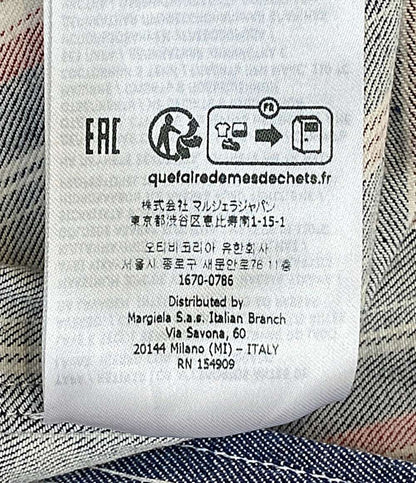 EAC
FR
quefairedemesdechets.fr
株式会社 マルジェラジャパン
東京都渋谷区恵比寿南1-15-1
오티비코리아 유한회사
서울시 종로구 새문안로76 11층
1670-0786
Distributed by
Margiela S.a.s. Italian Branch
Via Savona, 60
20144 Milano (MI) – ITALY
RN 154909